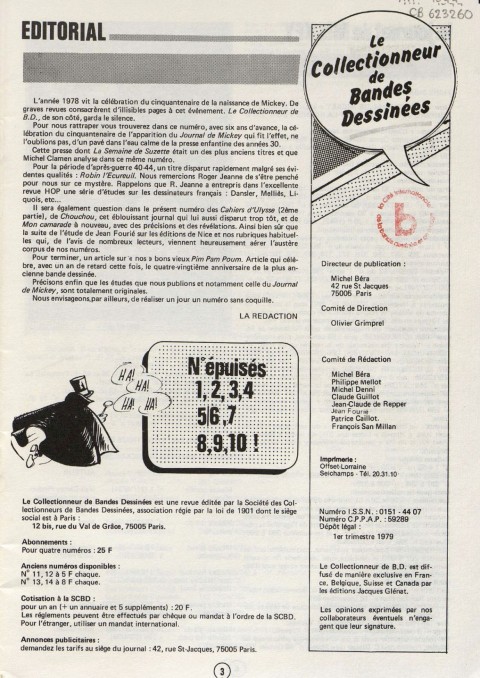 CB 623260
EDITORIAL
L'année 1978 vit la célébration du cinquantenaire de la naissance de Mickey. De
graves revues consacrèrent d'illisibles pages à cet événement. Le Collectionneur de
B.D., de son côté, garda le silence.
Pour nous rattraper vous trouverez dans ce numéro, avec six ans d'avance, la cé-
lébration du cinquantenaire de l'apparition du Journal de Mickey qui fit l'effet, ne
l'oublions pas, d'un pavé dans l'eau calme de la presse enfantine des années 30.
Cette presse dont La Semaine de Suzette était un des plus anciens titres et que
Michel Clamen analyse dans ce même numéro.
Pour la période d'après-guerre 40-44, un titre disparut rapidement malgré ses évi-
dentes qualités : Robin l'Ecureuil. Nous remercions Roger Jeanne de s'être penché
pour nous sur ce mystère. Rappelons que R. Jeanne a entrepris dans l'excellente
revue HOP une série d'études sur les dessinateurs français : Dansler, Melliès, Li-
quois, etc...
Il sera également question dans le présent numéro des Cahiers d'Ulysse (2ème
partie), de Chouchou, cet éblouissant journal qui lui aussi disparut trop tôt, et de
Mon camarade à nouveau, avec des précisions et des révélations. Ainsi bien sûr que
la suite de l'étude de Jean Fourié sur les éditions de Nice et nos rubriques habituel-
les qui, de l'avis de nombreux lecteurs, viennent heureusement aérer l'austère
corpus de nos numéros.
Pour terminer, un article sur nos bons vieux Pim Pam Poum. Article qui célè-
bre, avec un an de retard cette fois, le quatre-vingtième anniversaire de la plus an-
cienne bande dessinée.
Précisons enfin que les études que nous publions et notamment celle du Journal
de Mickey, sont totalement originales.
Nous envisageons,par ailleurs, de réaliser un jour un numéro sans coquille.
LA REDACTION
HA!
HA!
HA!
HA!
N°épuisés
1, 2, 3, 4
5, 6, 7
8, 9, 10 !
Le Collectionneur de Bandes Dessinées est une revue éditée par la Société des Col-
lectionneurs de Bandes Dessinées, association régie par la loi de 1901 dont le siège
social est à Paris :
12 bis, rue du Val de Grâce, 75005 Paris.
Abonnements :
Pour quatre numéros : 25 F
Anciens numéros disponibles :
N° 11, 12 à 5 F chaque.
N° 13, 14 à 8 F chaque.
Cotisation à la SCBD :
pour un an (+ un annuaire et 5 suppléments) : 20 F.
Les réglements peuvent être effectués par chèque ou mandat à l'ordre de la SCBD.
Pour l'étranger, utiliser un mandat international.
Annonces publicitaires :
demandez les tarifs au siège du journal : 42, rue St-Jacques, 75005 Paris.
Le
Collectionneur
de
Bandes
Dessinées
Directeur de publication :
Michel Béra
42 rue St Jacques
75005 Paris
Comité de Direction
Olivier Grimprel
Comité de Rédaction
Michel Béra
Philippe Mellot
Michel Denni
Claude Guillot
Jean-Claude de Repper
Jean Fourié
Patrice Caillot.
François San Millan
Imprimerie :
Offset-Lorraine
Seichamps - Tél. 20.31.10
Numéro I.S.S.N. : 0151 - 44 07
Numéro C.P.P.A.P. : 59289
Dépôt légal :
1er trimestre 1979
Le Collectionneur de B.D. est dif-
fusé de manière exclusive en Fran-
ce, Belgique, Suisse et Canada par
les éditions Jacques Glénat.
Les opinions exprimées par nos
collaborateurs éventuels n'enga-
gent que leur signature.
3